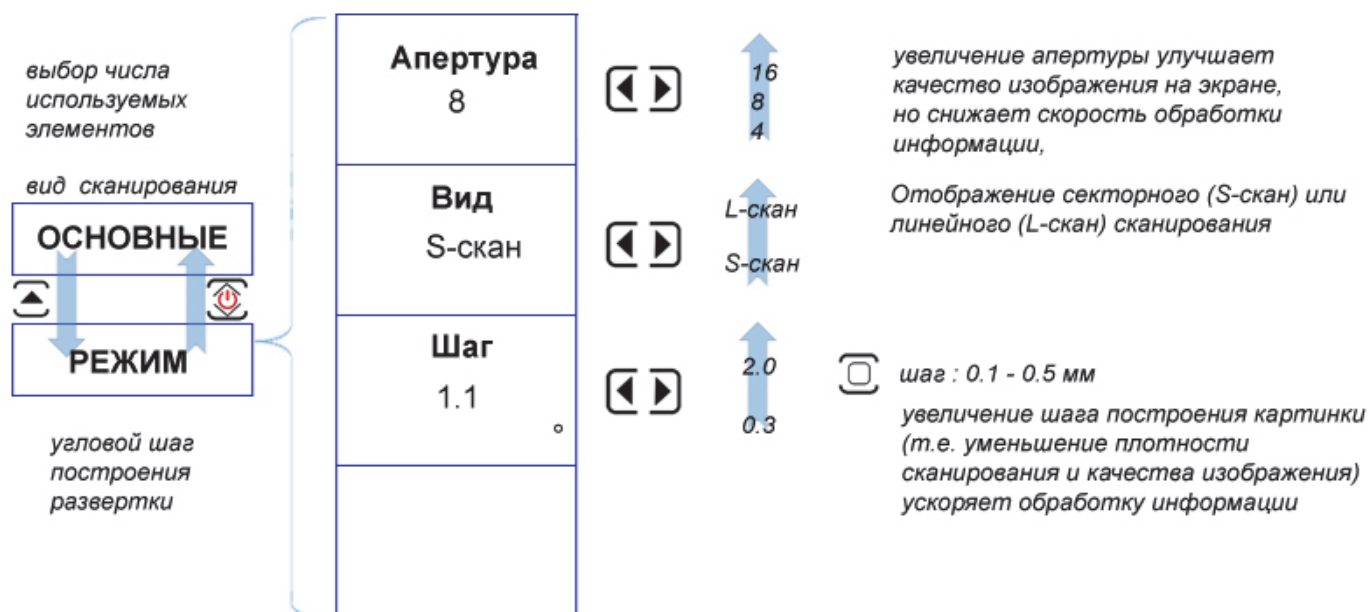 выбор числа
используемых
элементов
вид сканирования
ОСНОВНЫЕ
РЕЖИМ
угловой шаг
построения
развертки
Апертура
8
Вид
S-скан
Шаг
1.1
°
16
8
4
L-скан
S-скан
2.0
0.3
увеличение апертуры улучшает
качество изображения на экране,
но снижает скорость обработки
информации,
Отображение секторного (S-скан) или
линейного (L-скан) сканирования
шаг : 0.1 - 0.5 мм
увеличение шага построения картинки
(т.е. уменьшение плотности
сканирования и качества изображения)
ускоряет обработку информации